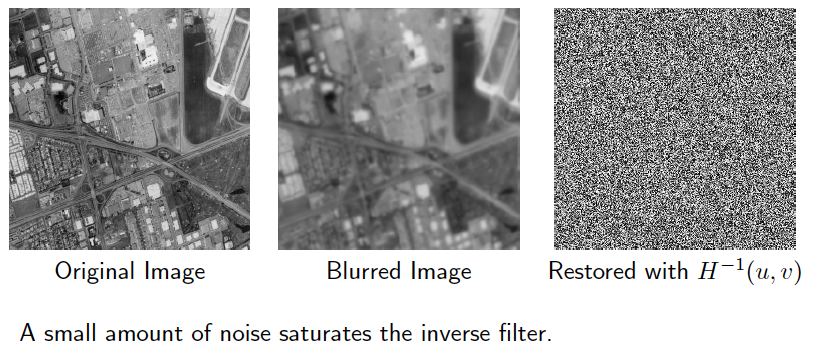 Original Image
Blurred Image
Restored with H⁻¹(u, v)
A small amount of noise saturates the inverse filter.